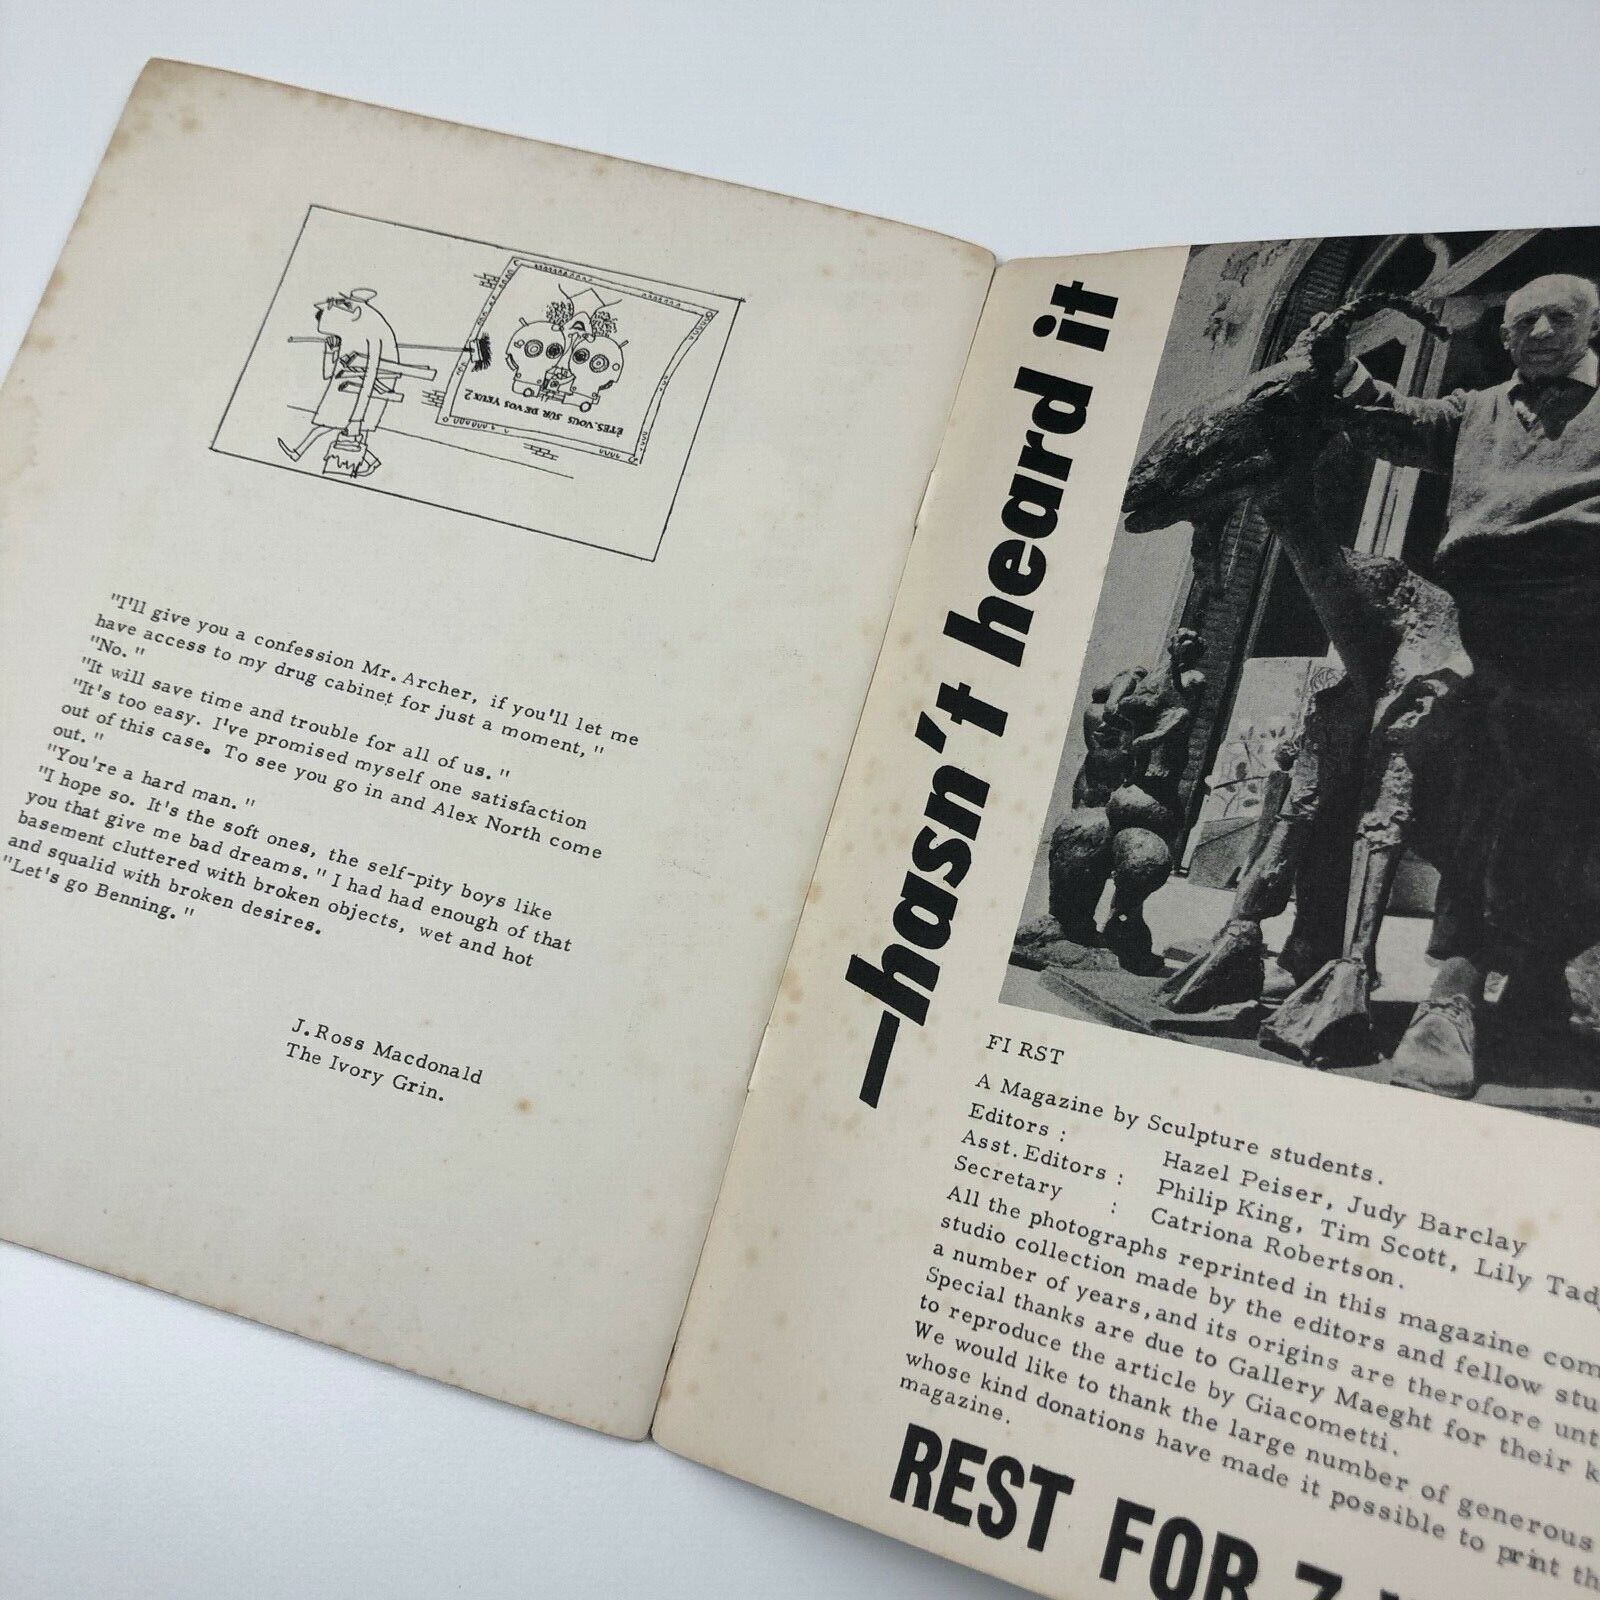 ÊTES-VOUS SÛR DE VOS YEUX?
"I'll give you a confession Mr. Archer, if you'll let me
have access to my drug cabinet for just a moment, "
"No. "
"It will save time and trouble for all of us. "
"It's too easy. I've promised myself one satisfaction
out of this case. To see you go in and Alex North come
out. "
"You're a hard man. "
"I hope so. It's the soft ones, the self-pity boys like
you that give me bad dreams. " I had had enough of that
basement cluttered with broken objects, wet and hot
and squalid with broken desires.
"Let's go Benning. "
J. Ross Macdonald
The Ivory Grin.
—hasn't heard it
FI RST
A Magazine by Sculpture students.
Editors : Hazel Peiser, Judy Barclay
Asst. Editors : Philip King, Tim Scott, Lily
Secretary : Catriona Robertson.
All the photographs reprinted in this magazine
studio collection made by the editors and fellow
a number of years, and its origins are therofore
Special thanks are due to Gallery Maeght for their
to reproduce the article by Giacometti.
We would like to thank the large number of generous
whose kind donations have made it possible to print
magazine.
REST FOR